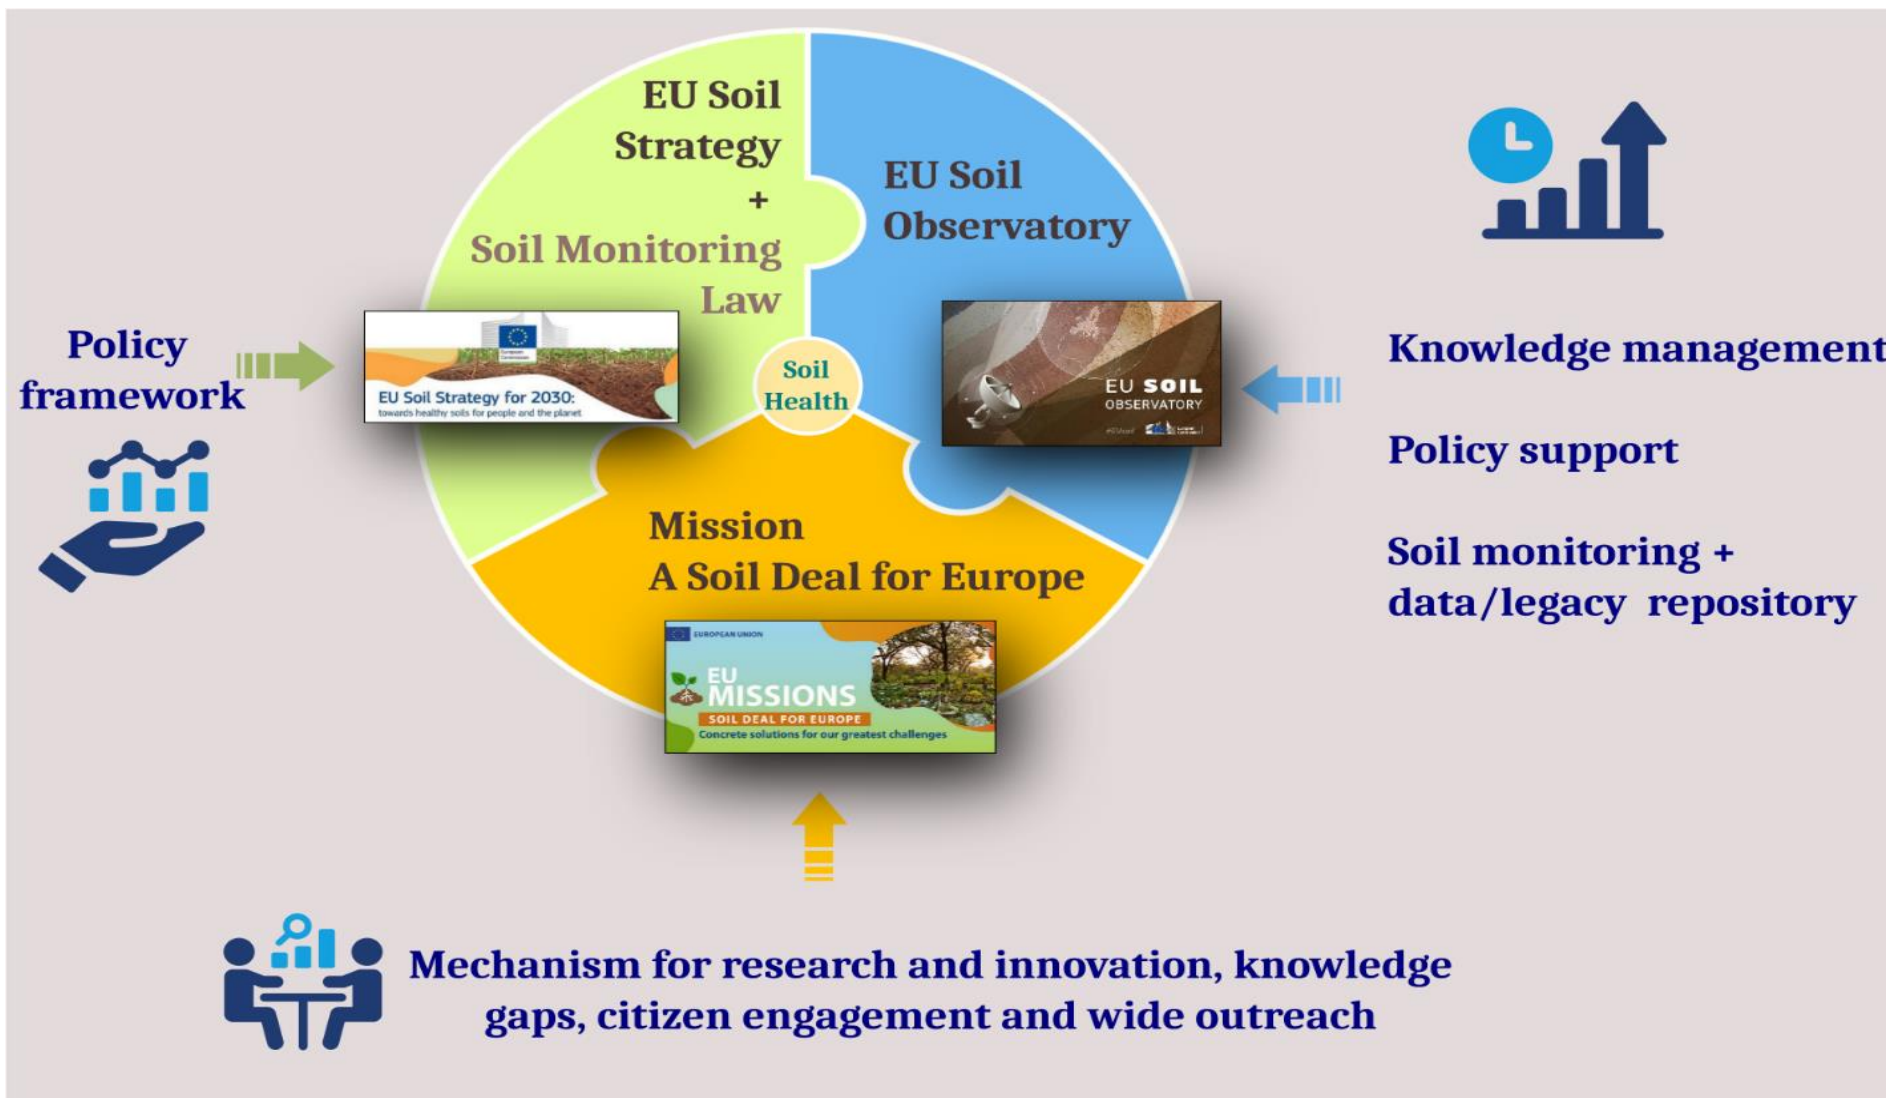 EU Soil
Strategy
+
Soil Monitoring
Law
EU Soil
Observatory
Policy
framework
European
Commission
EU Soil Strategy for 2030:
towards healthy soils for people and the planet
Soil
Health
EU SOIL
OBSERVATORY
Knowledge management
Policy support
Soil monitoring +
data/legacy repository
Mission
A Soil Deal for Europe
EUROPEAN UNION
EU
MISSIONS
SOIL DEAL FOR EUROPE
Concrete solutions for our greatest challenges
Mechanism for research and innovation, knowledge
gaps, citizen engagement and wide outreach